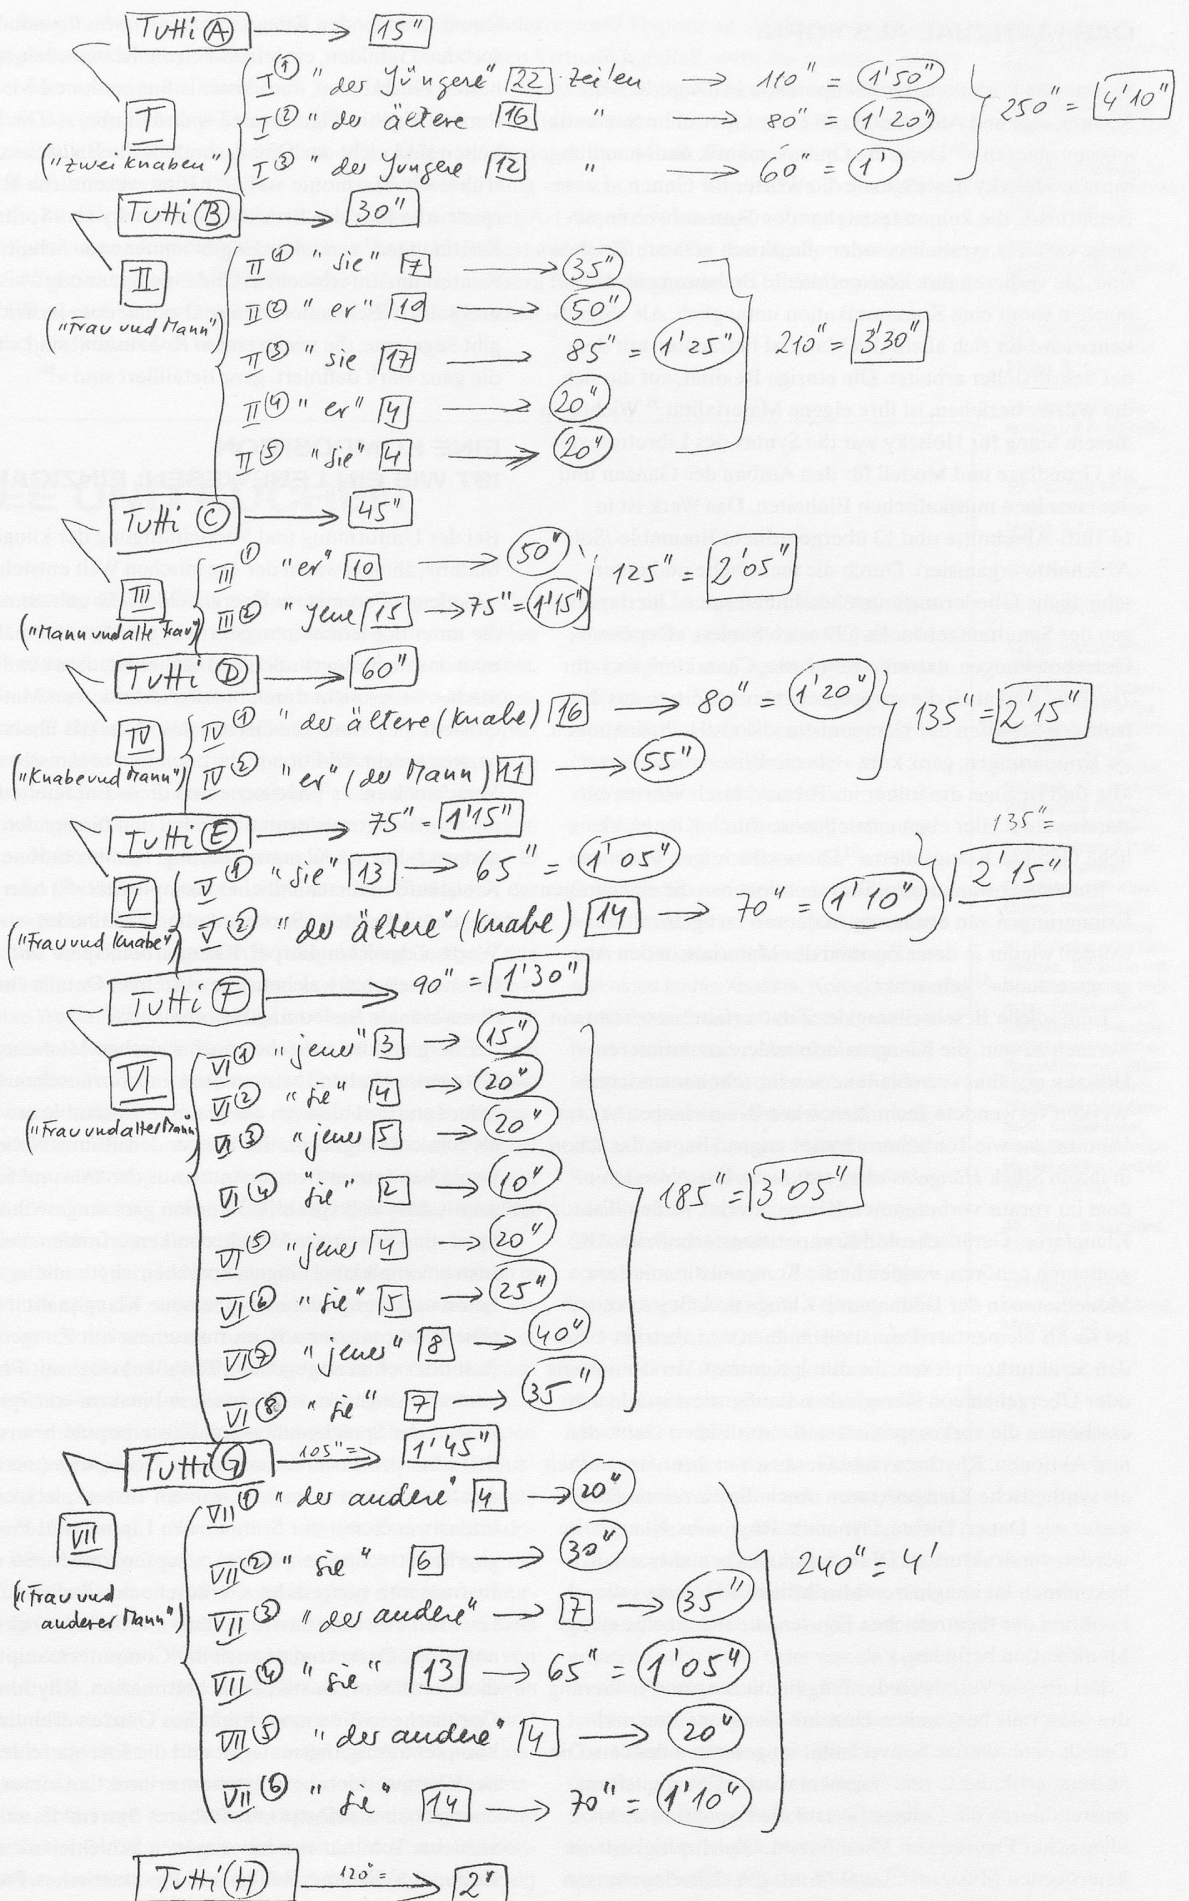 Tutti Ⓐ → 15"
I ① "der Jüngere" 22 zeilen → 110" = 1'50"
I
I ② "der ältere 16 " → 80" = 1'20" 250" = 4'10"
("zwei Knaben") I ③ "der Jüngere 12 " → 60" = 1'
Tutti Ⓑ → 30"
II II ① "sie" 7 → 35"
("Frau und Mann") II ② "er" 10 → 50"
II ③ "sie 17 → 85" = 1'25" 210" = 3'30"
II ④ "er" 4 → 20"
II ⑤ "sie" 4 → 20"
Tutti Ⓒ → 45"
III III ① "er" 10 → 50" 125" = 2'05"
("Mann und alte Frau") III ② "Jene 15 → 75" = 1'15"
Tutti Ⓓ → 60"
IV IV ① "der ältere (Knabe) 16 → 80" = 1'20" 135" = 2'15"
("Knabe und Mann") IV ② "er" (der Mann) 11 → 55"
Tutti Ⓔ → 75" = 1'15"
135" =
V V ① "sie" 13 → 65" = 1'05" 2'15"
("Frau und Knabe") V ② "der ältere" (Knabe) 14 → 70" = 1'10"
Tutti Ⓕ → 90" = 1'30"
VI ① "jener" 3 → 15"
VI VI ② "sie" 4 → 20"
("Frau und alter Mann") VI ③ "jener 5 → 20"
VI ④ "sie" 2 → 10" 185" = 3'05"
VI ⑤ "jener 4 → 20"
VI ⑥ "sie" 5 → 25"
VI ⑦ "jener" 8 → 40"
VI ⑧ "sie" 7 → 35"
Tutti Ⓖ 105" = → 1'45"
VII ① "der andere" 4 → 20"
VII VII ② "sie" 6 → 30" 240" = 4'
("Frau und
anderer Mann") VII ③ "der andere" → 7 → 35"
VII ④ "sie" 13 → 65" = 1'05"
VII ⑤ "der andere" 4 → 20"
VII ⑥ "sie" 14 → 70" = 1'10"
Tutti Ⓗ 120" = → 2'